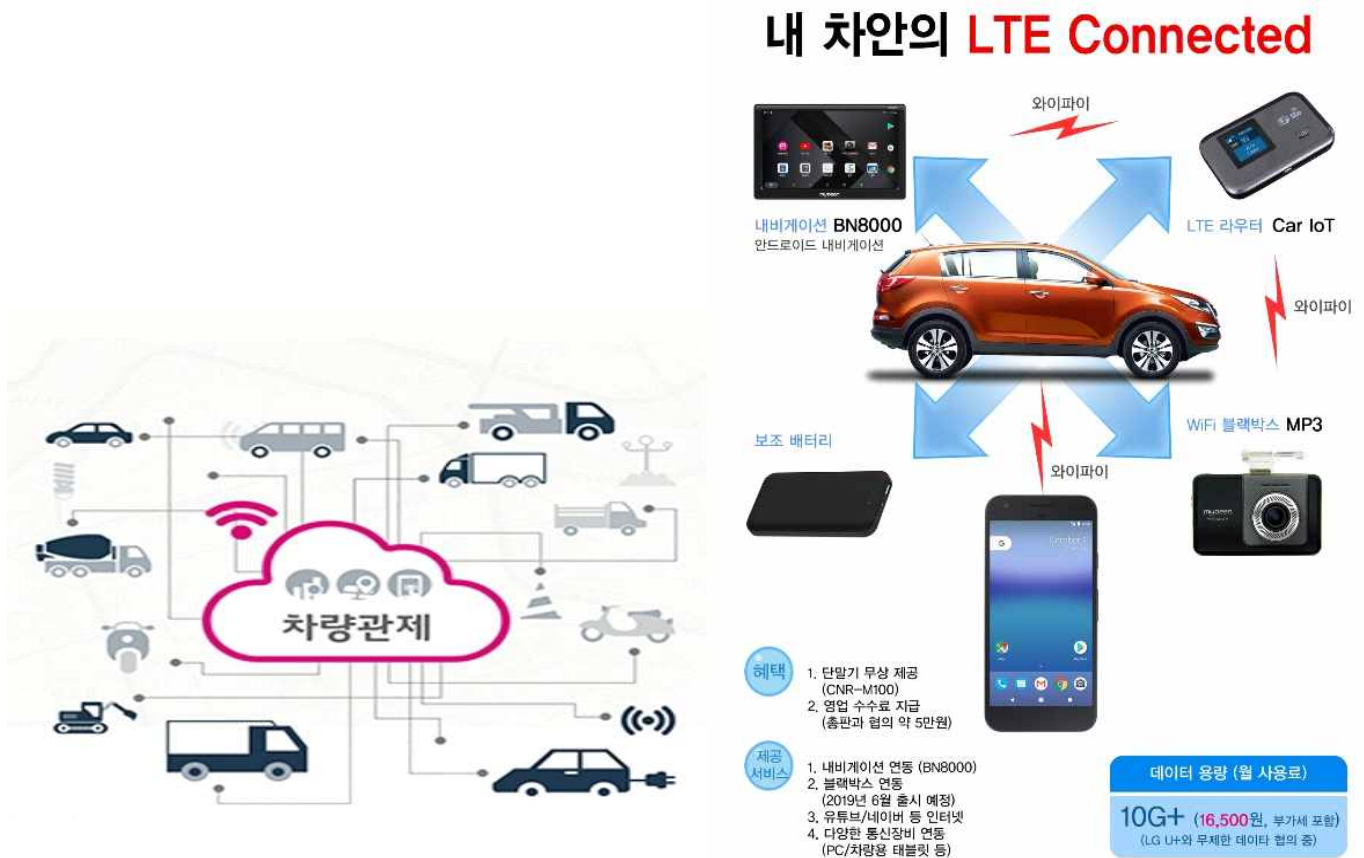 내 차안의 LTE Connected
와이파이
내비게이션 BN8000
안드로이드 내비게이션
LTE 라우터 Car IoT
와이파이
보조 배터리
WiFi 블랙박스 MP3
와이파이
차량관제
혜택
1. 단말기 무상 제공
(CNR-M100)
2. 영업 수수료 지급
(총판과 협의 약 5만원)
제공
서비스
1. 내비게이션 연동 (BN8000)
2. 블랙박스 연동
(2019년 6월 출시 예정)
3. 유튜브/네이버 등 인터넷
4. 다양한 통신장비 연동
(PC/차량용 태블릿 등)
데이터 용량 (월 사용료)
10G+ (16,500원, 부가세 포함)
(LG U+와 무제한 데이타 협의 중)